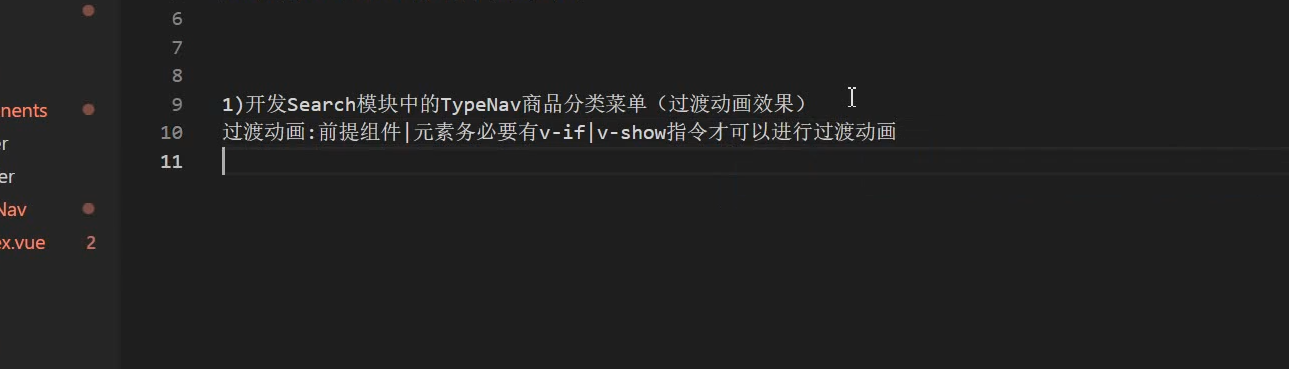 6
7
8
nents
9 1)开发Search模块中的TypeNav商品分类菜单（过渡动画效果）
er
10 过渡动画:前提组件|元素务必要有v-if|v-show指令才可以进行过渡动画
11
er
Nav
ex.vue 2